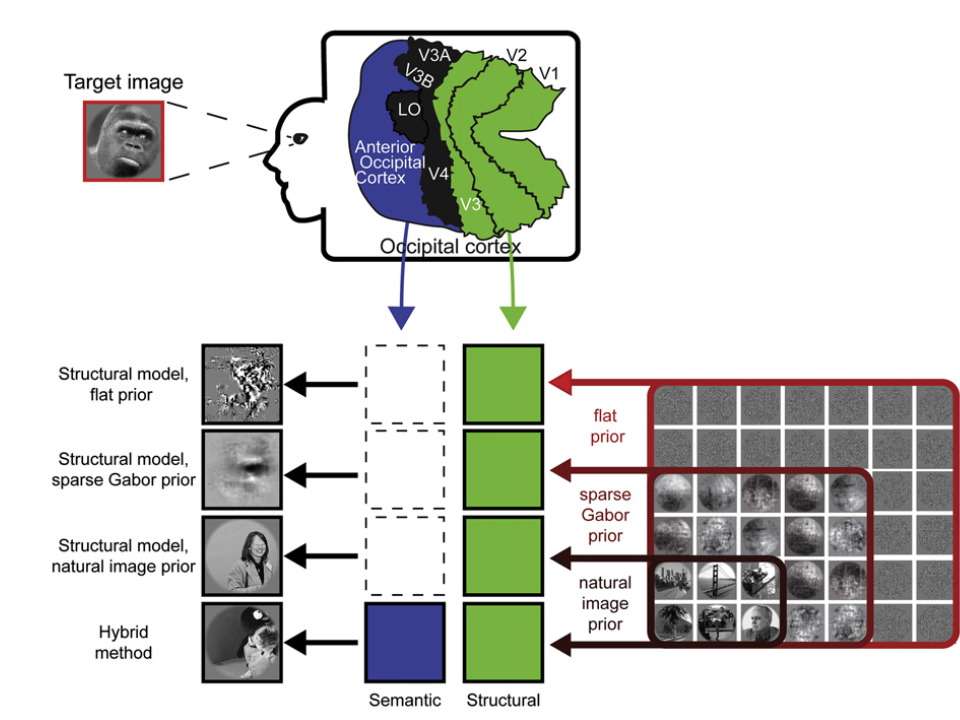 Target image
V3A
V3B
V2
V1
LO
Anterior
Occipital
Cortex
V4
V3
Occipital cortex
Structural model,
flat prior
Structural model,
sparse Gabor prior
Structural model,
natural image prior
Hybrid
method
flat
prior
sparse
Gabor
prior
natural
image
prior
Semantic
Structural